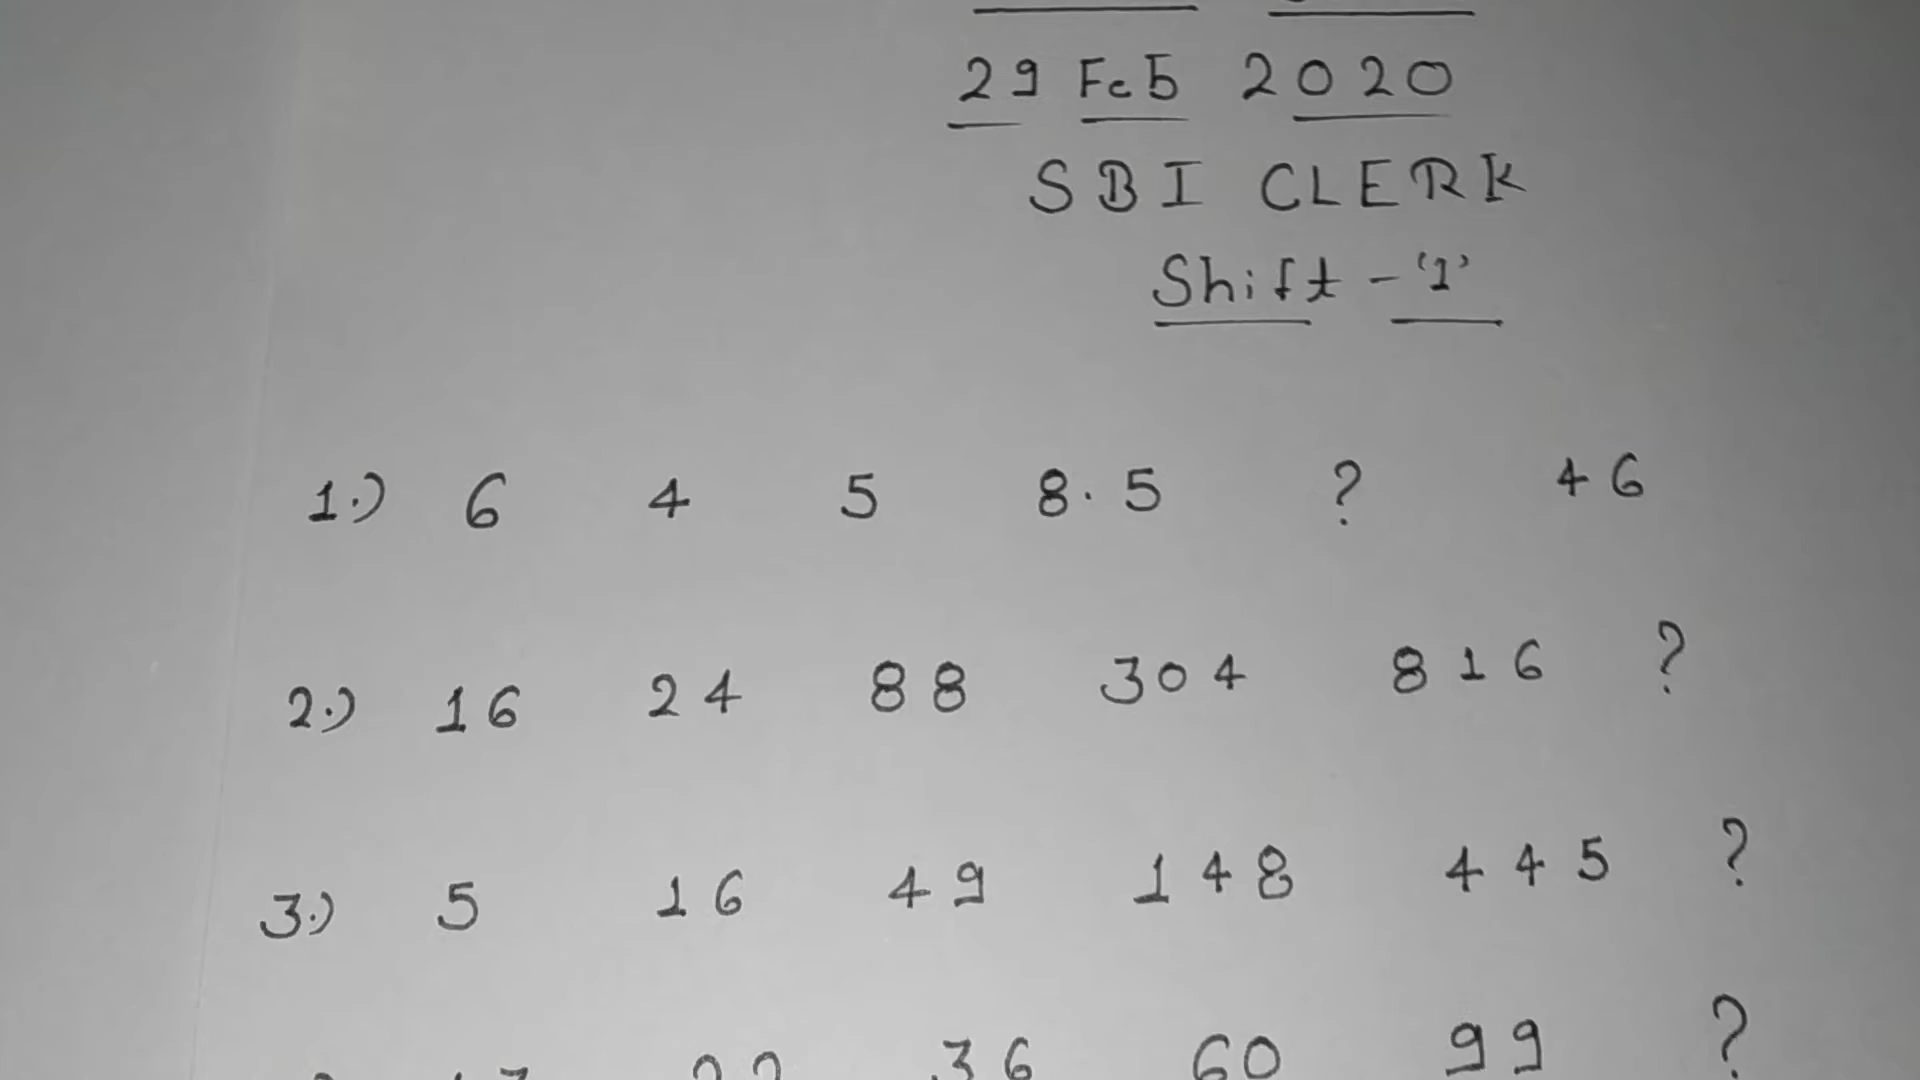 29 Feb 2020
SBI CLERK
Shift - '1'
1.) 6 4 5 8.5 ? 46
2.) 16 24 88 304 816 ?
3.) 5 16 49 148 445 ?
36 60 99 ?